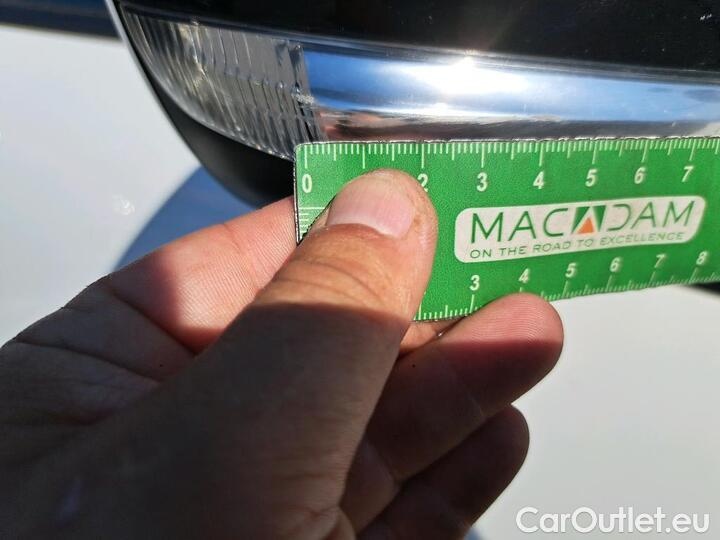 0 2 3 4 5 6 7
MACADAM
ON THE ROAD TO EXCELLENCE
3 4 5 6 7 8
CarOutlet.eu